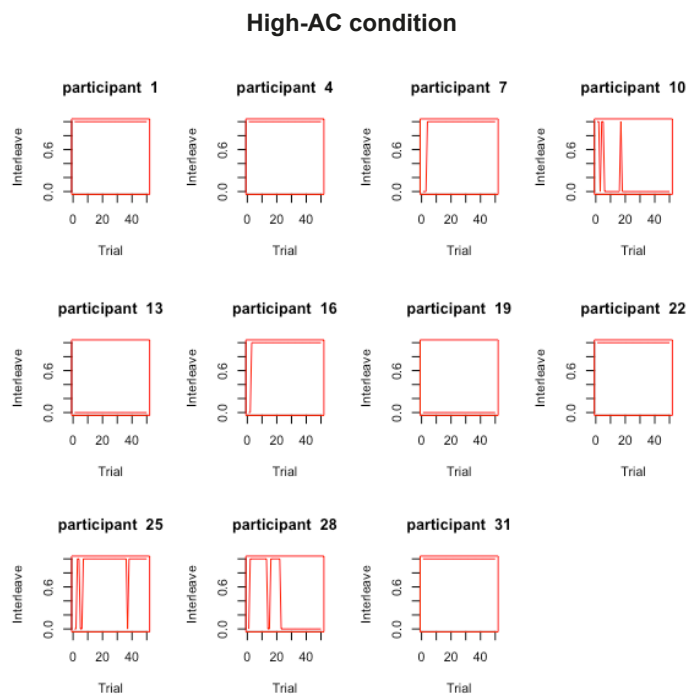 High-AC condition
participant 1
participant 4
participant 7
participant 10
Interleave
0.6
0.0
0 20 40
Trial
Interleave
0.6
0.0
0 20 40
Trial
Interleave
0.6
0.0
0 20 40
Trial
Interleave
0.6
0.0
0 20 40
Trial
participant 13
participant 16
participant 19
participant 22
Interleave
0.6
0.0
0 20 40
Trial
Interleave
0.6
0.0
0 20 40
Trial
Interleave
0.6
0.0
0 20 40
Trial
Interleave
0.6
0.0
0 20 40
Trial
participant 25
participant 28
participant 31
Interleave
0.6
0.0
0 20 40
Trial
Interleave
0.6
0.0
0 20 40
Trial
Interleave
0.6
0.0
0 20 40
Trial